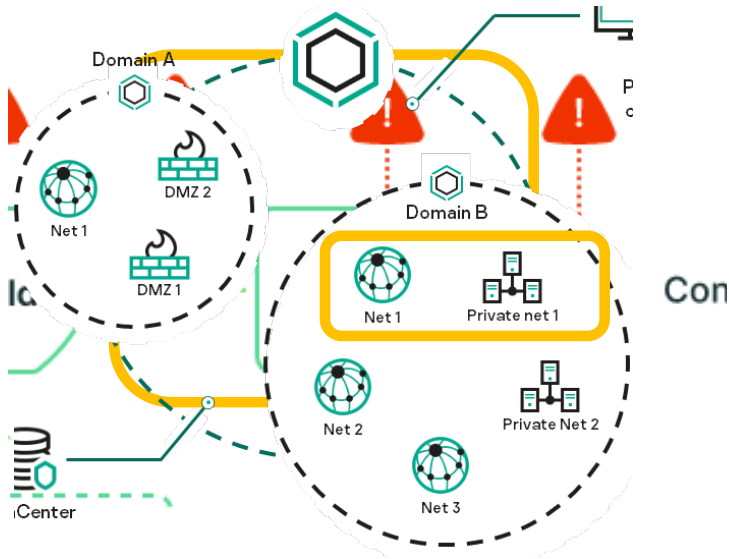 Domain A
DMZ 2
Net 1
DMZ 1
Domain B
Net 1
Private net 1
Con
Net 2
Private Net 2
Net 3
Center